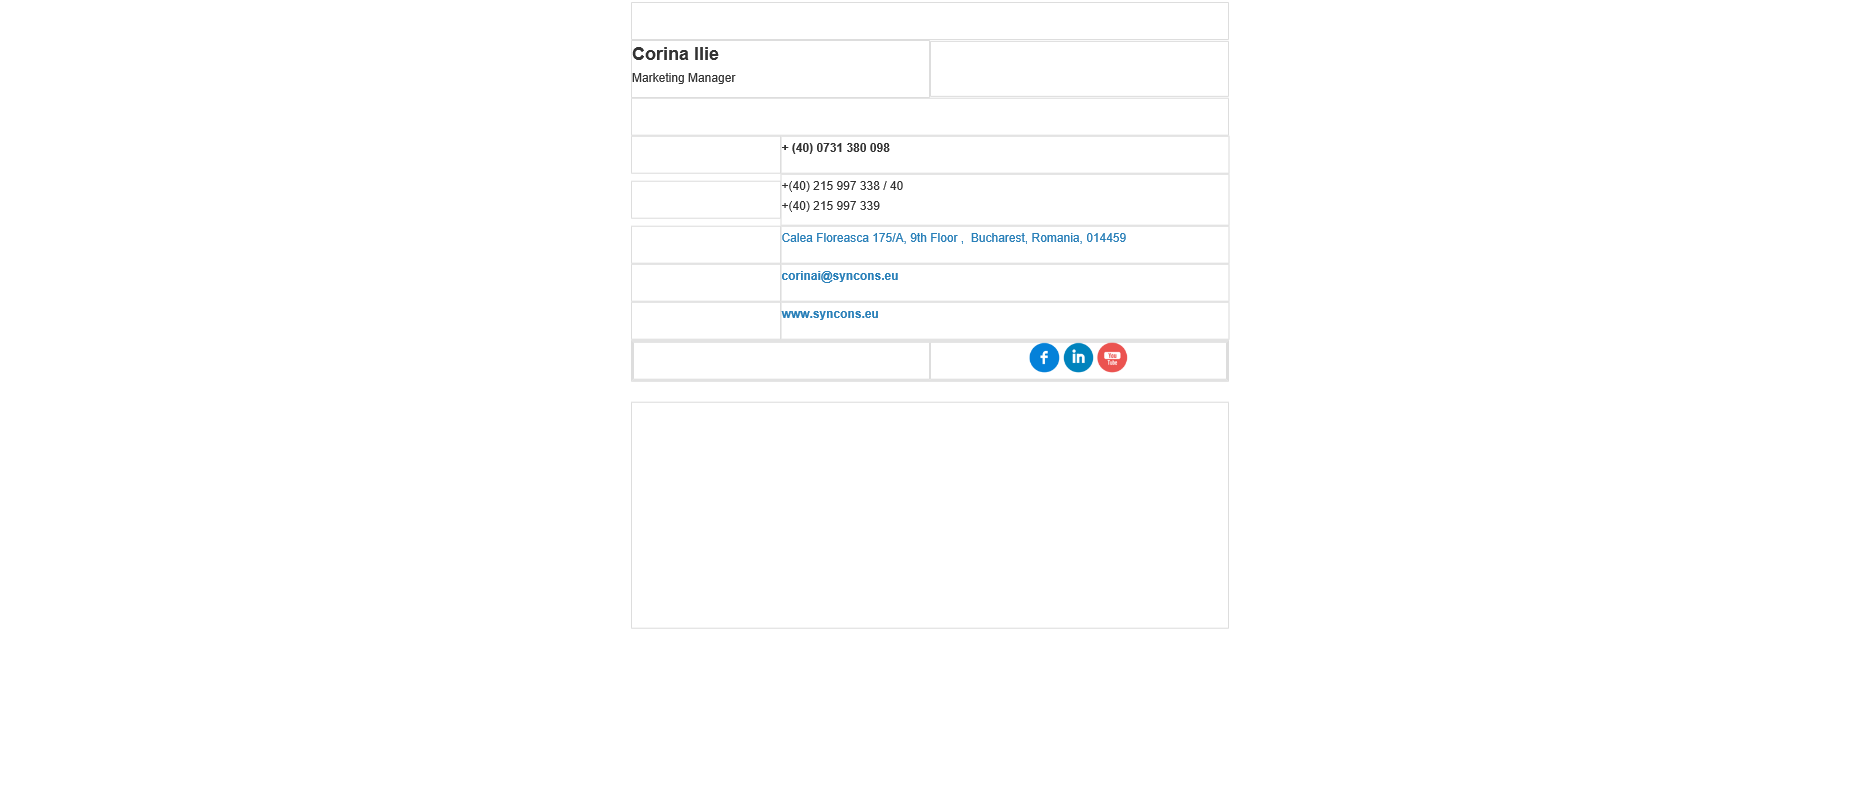 Corina Ilie
Marketing Manager
+ (40) 0731 380 098
+(40) 215 997 338 / 40
+(40) 215 997 339
Calea Floreasca 175/A, 9th Floor ,  Bucharest, Romania, 014459
corinai@syncons.eu
www.syncons.eu
f in You
Tube